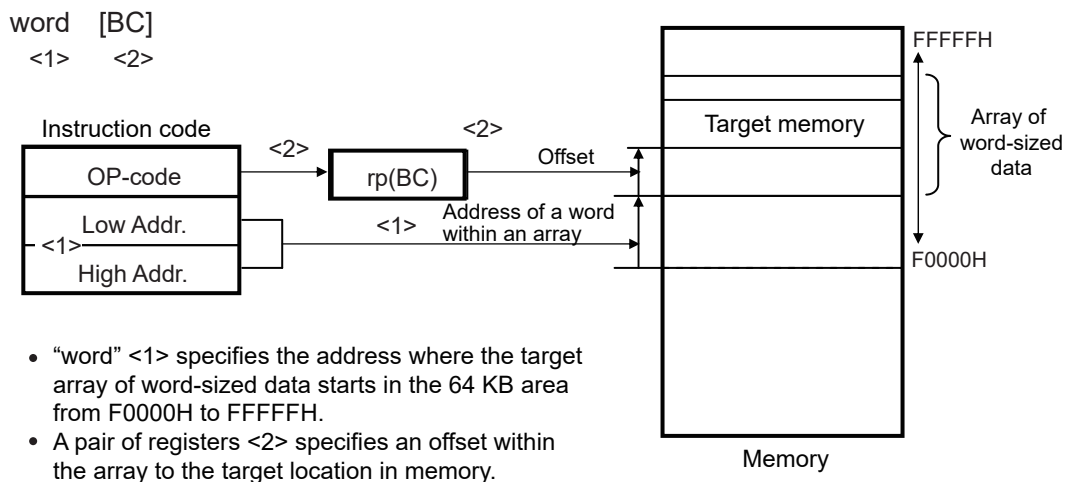 word [BC]
<1> <2>
Instruction code
OP-code
Low Addr.
<1>
High Addr.
<2>
rp(BC)
<2>
Offset
<1>
Address of a word
within an array
Target memory
FFFFFH
Array of
word-sized
data
F0000H
Memory
• “word” <1> specifies the address where the target
array of word-sized data starts in the 64 KB area
from F0000H to FFFFFH.
• A pair of registers <2> specifies an offset within
the array to the target location in memory.